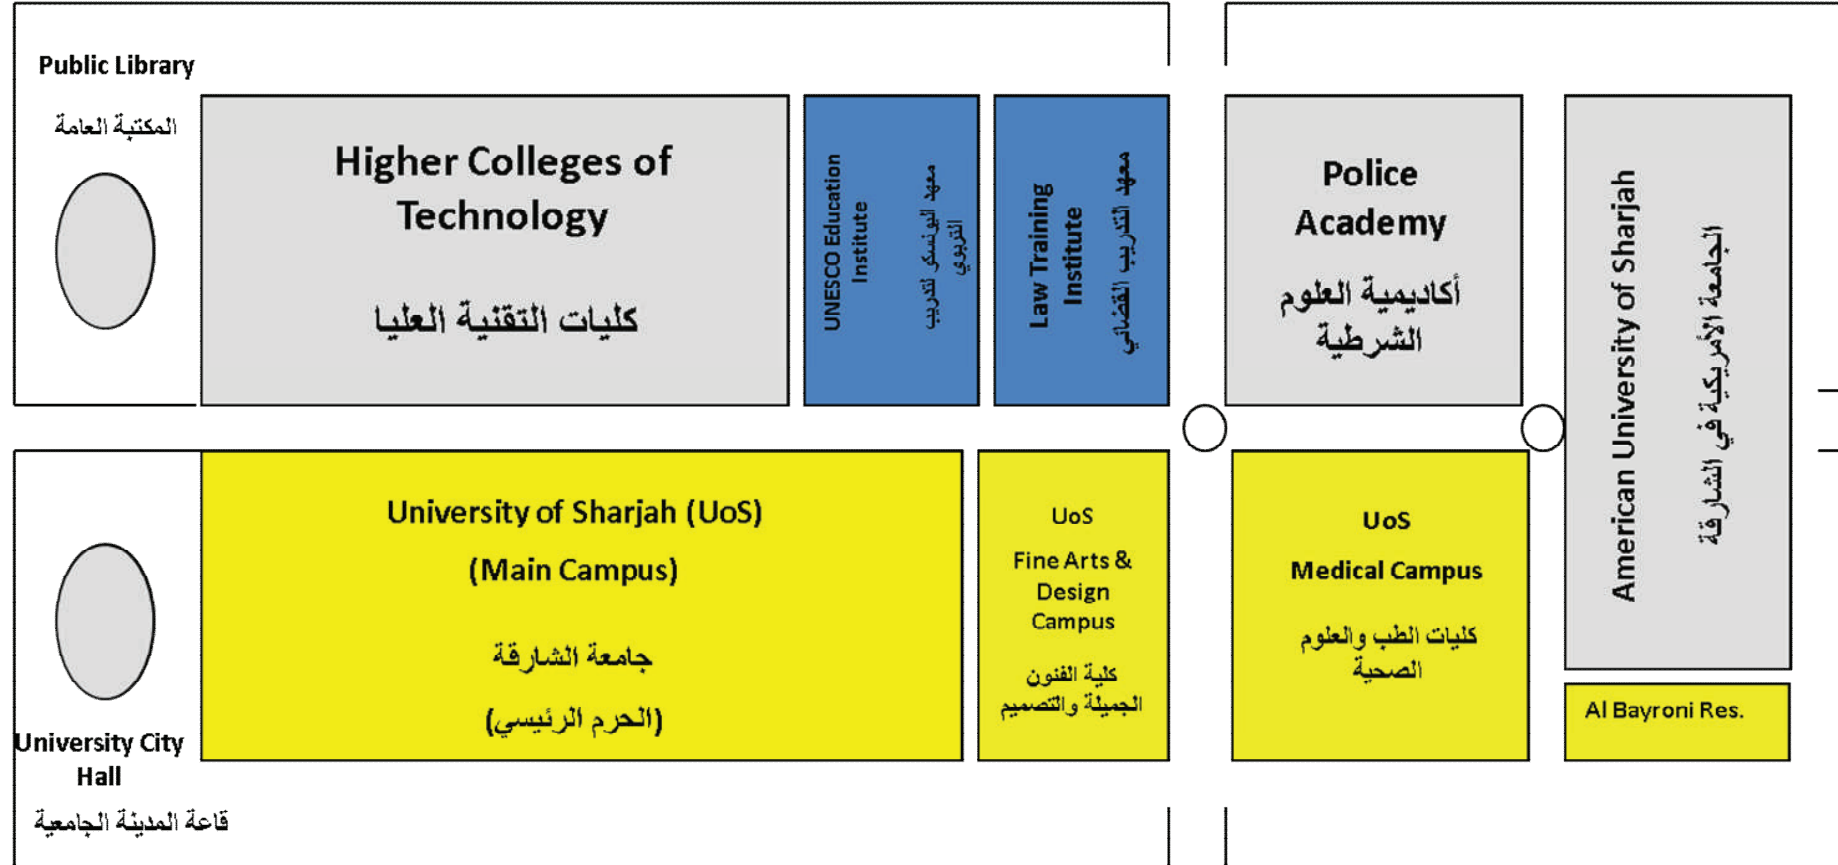 Public Library
المكتبة العامة
Higher Colleges of
Technology
كليات التقنية العليا
UNESCO Education
Institute
معهد اليونسكو لتدريب
التربوي
Law Training
Institute
معهد التدريب القضائي
Police
Academy
أكاديمية العلوم
الشرطية
American University of Sharjah
الجامعة الأمريكية في الشارقة
University City
Hall
قاعة المدينة الجامعية
University of Sharjah (UoS)
(Main Campus)
جامعة الشارقة
(الحرم الرئيسي)
UoS
Fine Arts &
Design
Campus
كلية الفنون
الجميلة والتصميم
UoS
Medical Campus
كليات الطب والعلوم
الصحية
Al Bayroni Res.